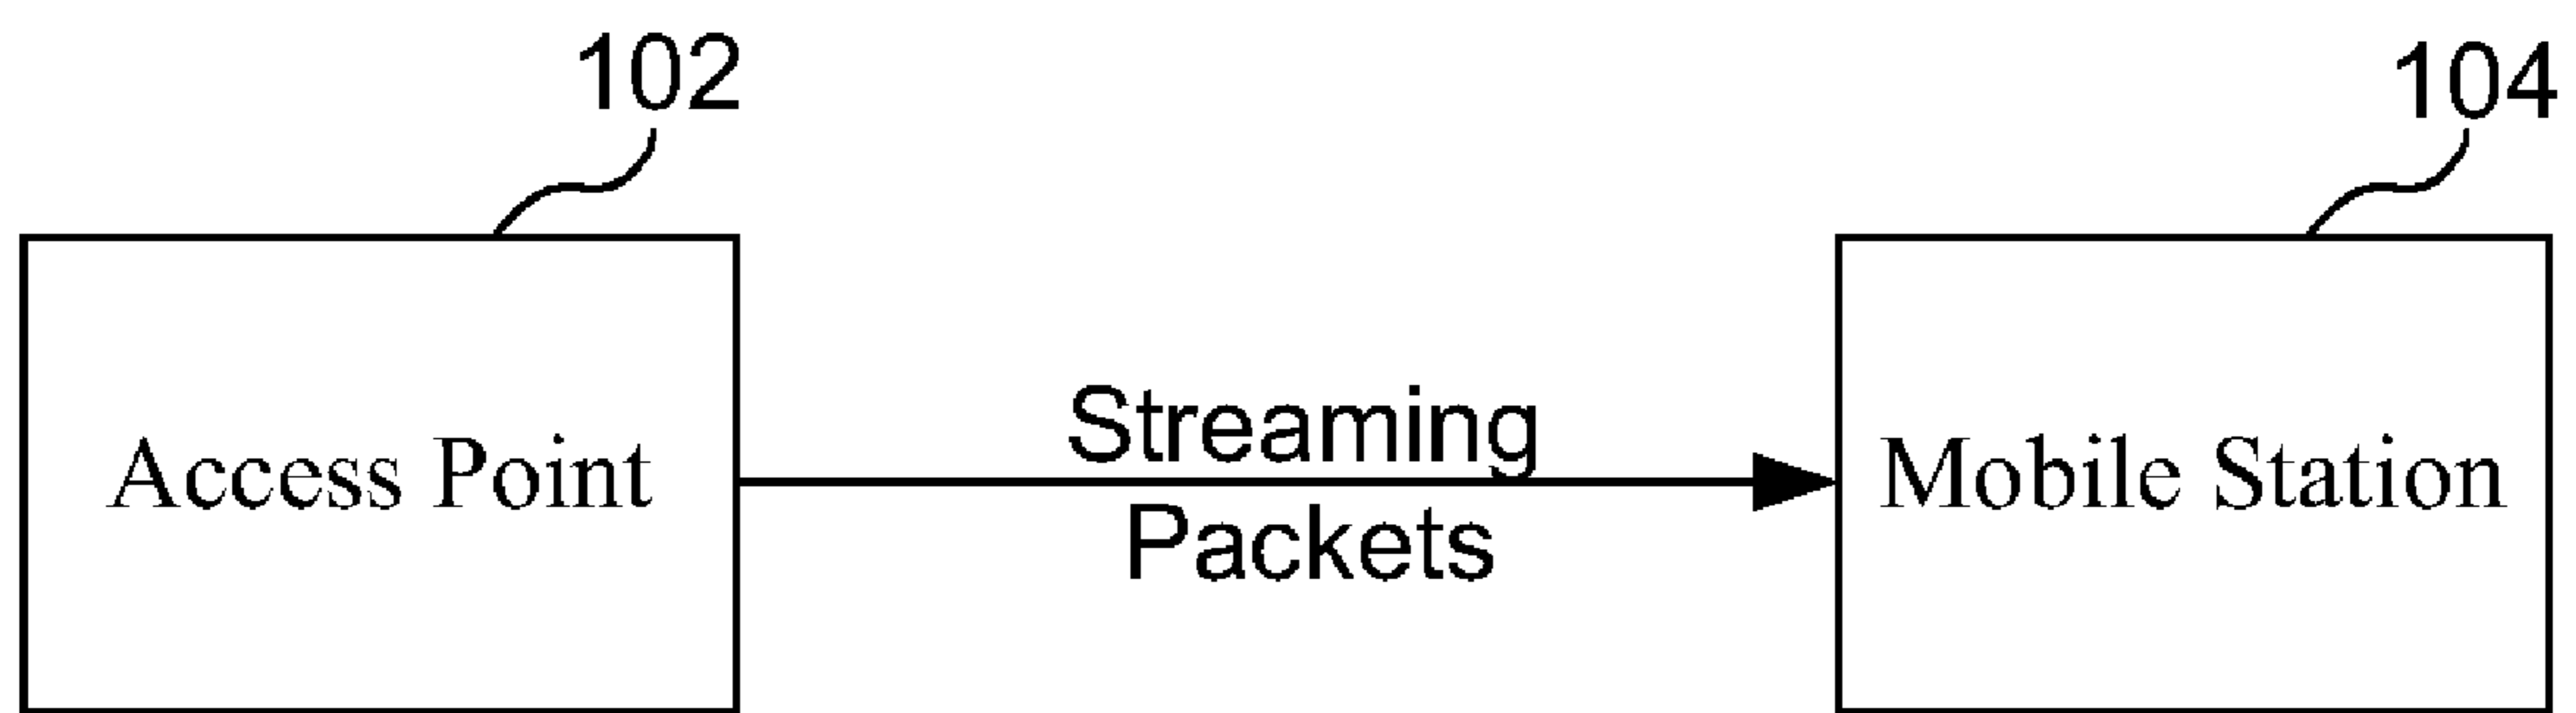 102
104
Access Point
Streaming
Packets
Mobile Station